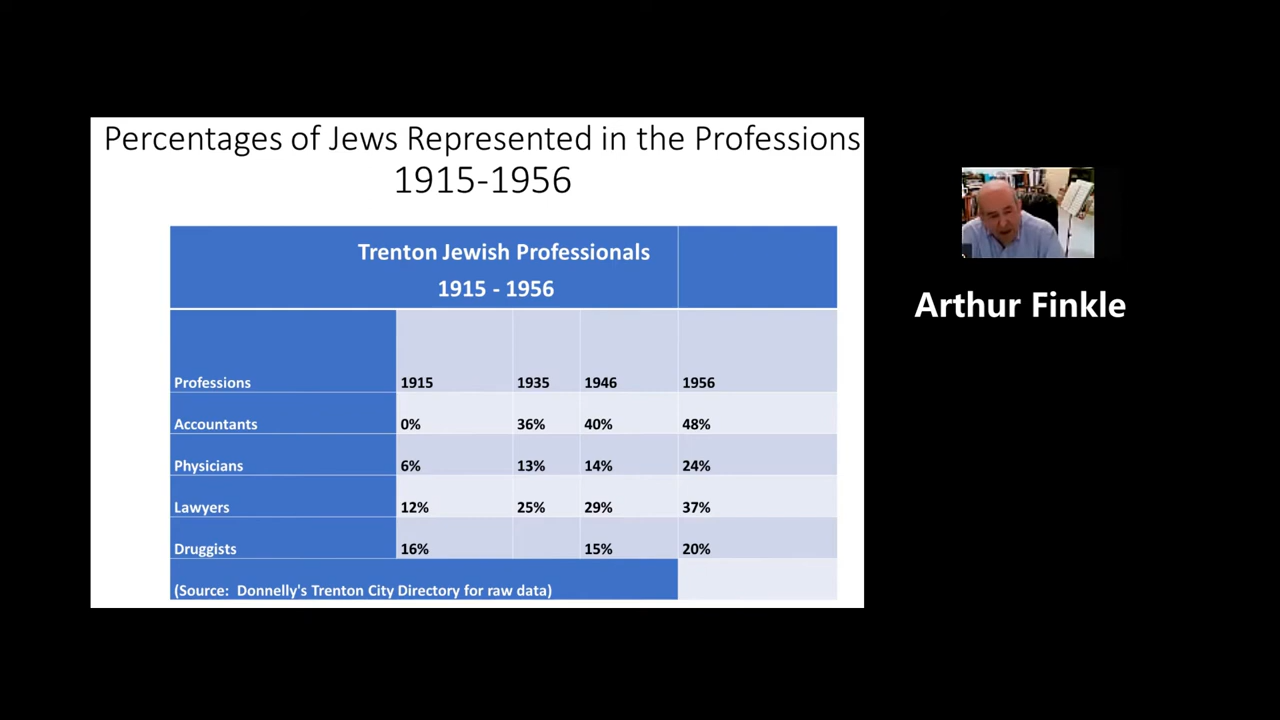 Percentages of Jews Represented in the Professions
1915-1956
Trenton Jewish Professionals
1915 - 1956
Professions 1915 1935 1946 1956
Accountants 0% 36% 40% 48%
Physicians 6% 13% 14% 24%
Lawyers 12% 25% 29% 37%
Druggists 16% 15% 20%
(Source: Donnelly's Trenton City Directory for raw data)
Arthur Finkle